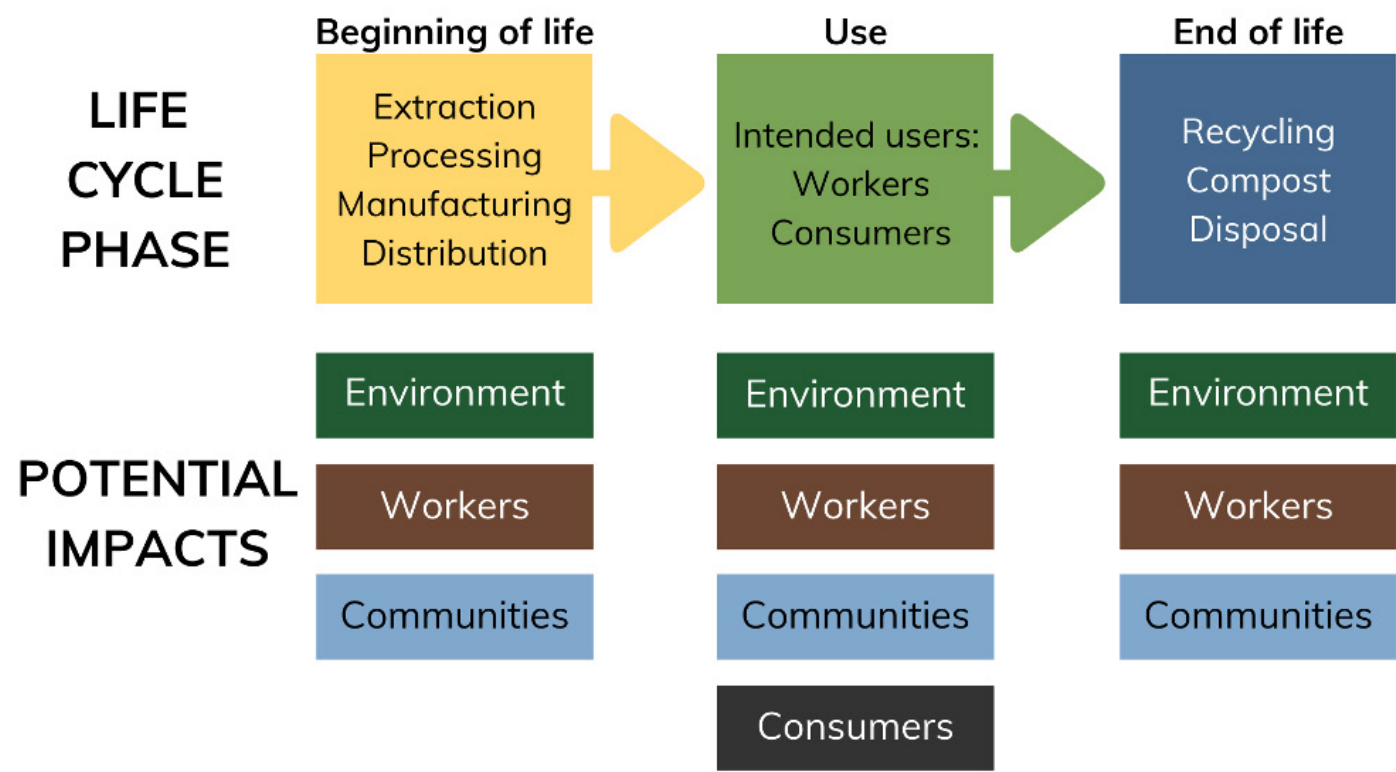 Beginning of life
Use
End of life
LIFE
CYCLE
PHASE
Extraction
Processing
Manufacturing
Distribution
Intended users:
Workers
Consumers
Recycling
Compost
Disposal
POTENTIAL
IMPACTS
Environment
Environment
Environment
Workers
Workers
Workers
Communities
Communities
Communities
Consumers